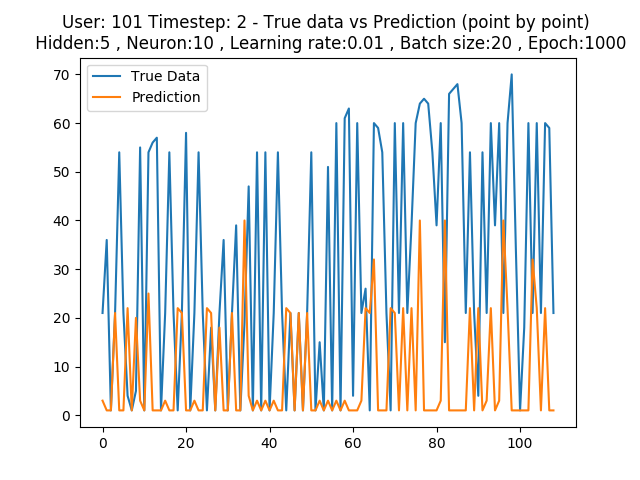 User: 101 Timestep: 2 - True data vs Prediction (point by point)
Hidden:5 , Neuron:10 , Learning rate:0.01 , Batch size:20 , Epoch:1000
True Data
Prediction
70
60
50
40
30
20
10
0
0 20 40 60 80 100